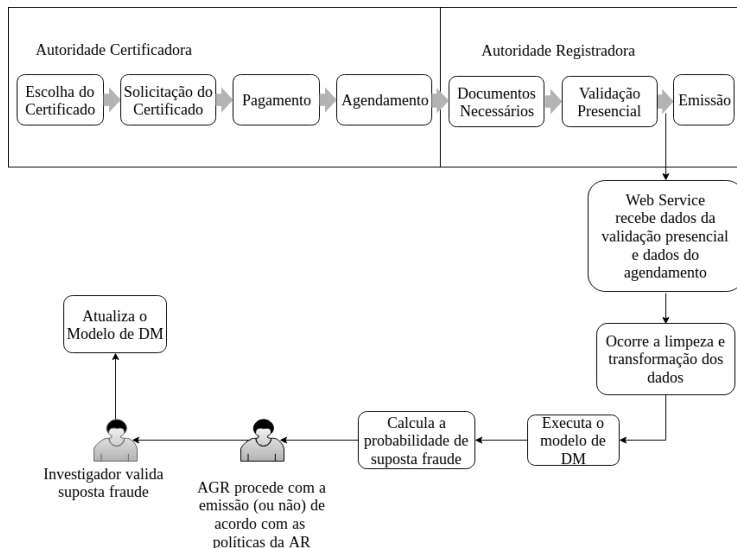 Autoridade Certificadora
Autoridade Registradora
Escolha do
Certificado
Solicitação do
Certificado
Pagamento
Agendamento
Documentos
Necessários
Validação
Presencial
Emissão
Web Service
recebe dados da
validação presencial
e dados do
agendamento
Ocorre a limpeza e
transformação dos
dados
Executa o
modelo de
DM
Calcula a
probabilidade de
suposta fraude
AGR procede com a
emissão (ou não) de
acordo com as
políticas da AR
Investigador valida
suposta fraude
Atualiza o
Modelo de DM